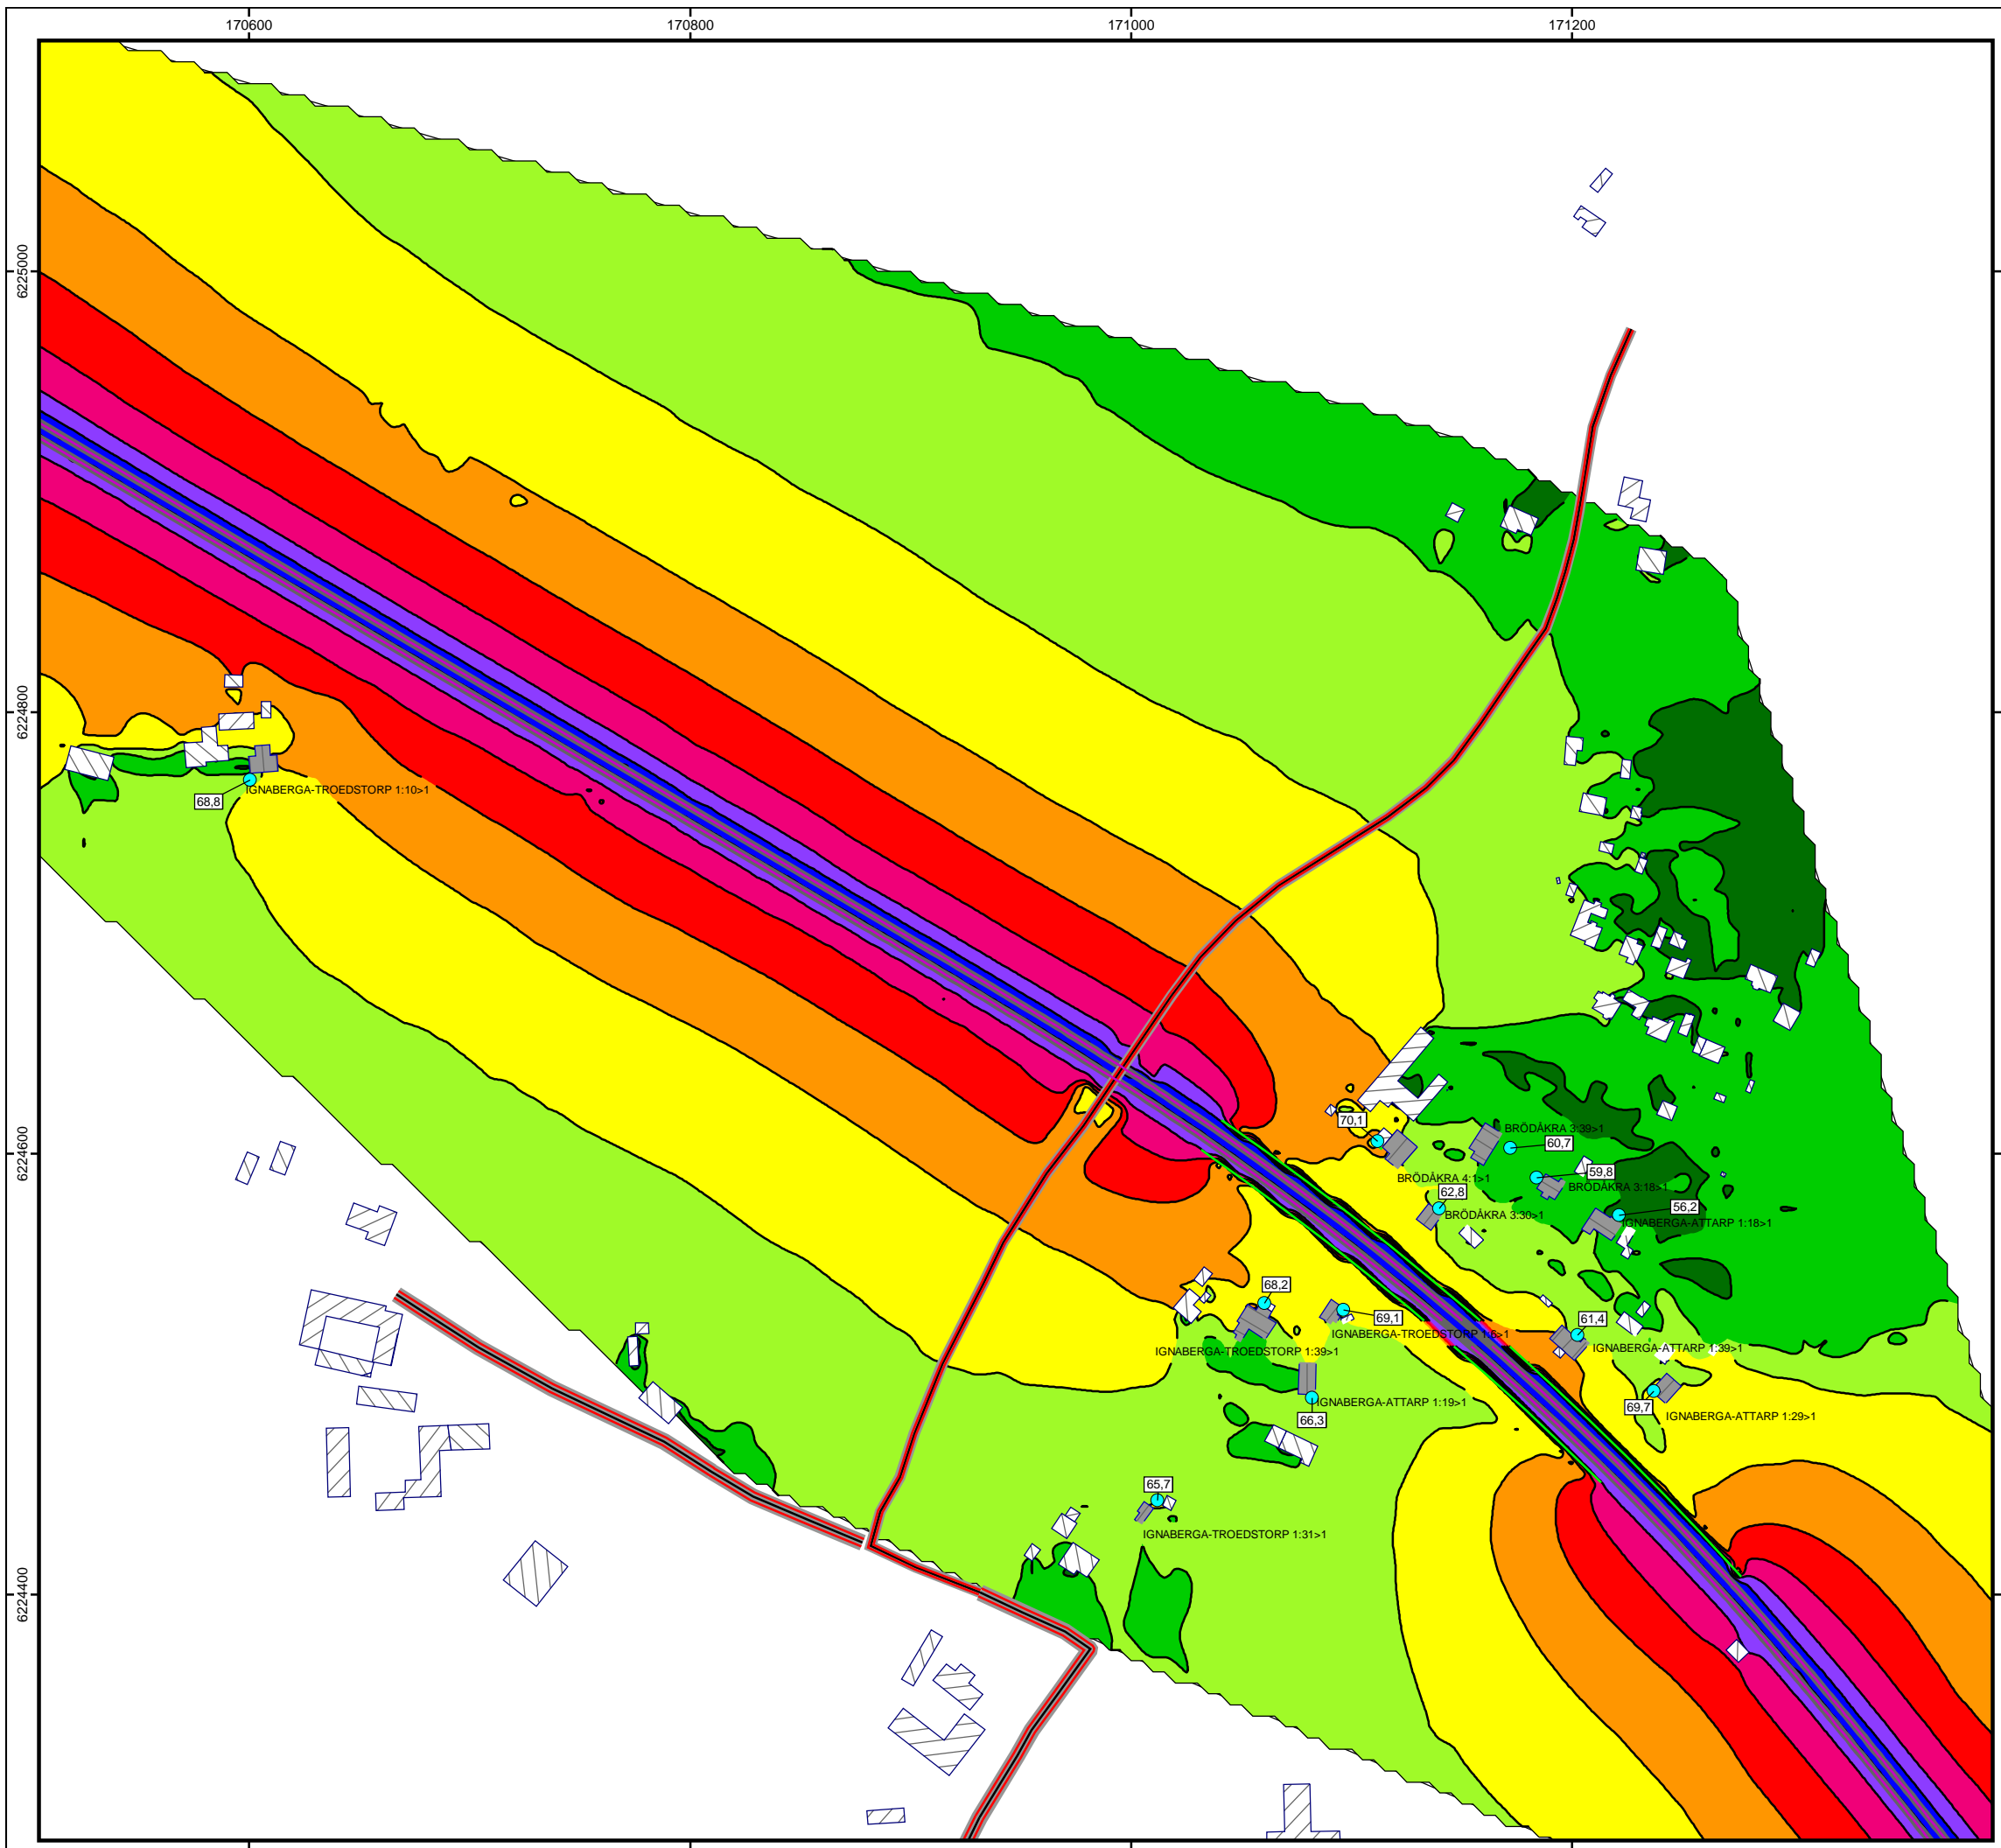 170600
170800
171000
171200
6225000
6224800
6224600
6224400
68,8
IGNABERGA-TROEDSTORP 1:10>1
70,1
BRÖDÅKRA 4:1>1
BRÖDÅKRA 3:39>1
60,7
59,8
BRÖDÅKRA 3:18>1
62,8
BRÖDÅKRA 3:30>1
56,2
IGNABERGA-ATTARP 1:18>1
68,2
69,1
IGNABERGA-TROEDSTORP 1:6>1
IGNABERGA-TROEDSTORP 1:39>1
61,4
IGNABERGA-ATTARP 1:39>1
IGNABERGA-ATTARP 1:19>1
66,3
69,7
IGNABERGA-ATTARP 1:29>1
65,7
IGNABERGA-TROEDSTORP 1:31>1